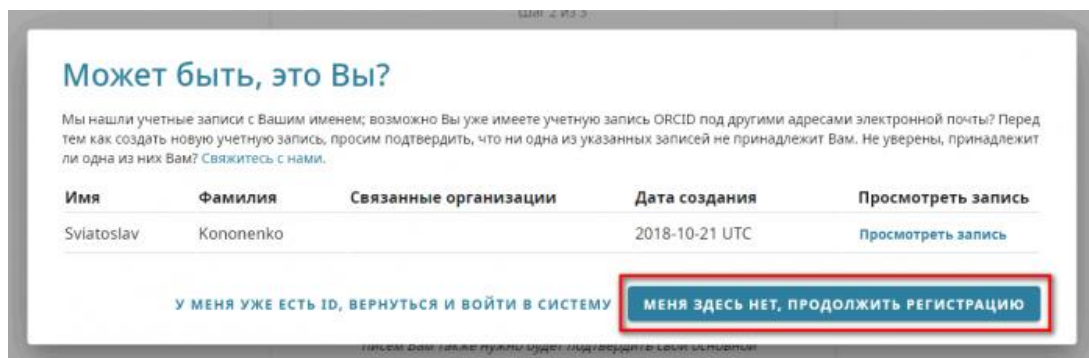 Шаг 2 из 3
Может быть, это Вы?
Мы нашли учетные записи с Вашим именем; возможно Вы уже имеете учетную запись ORCID под другими адресами электронной почты? Перед
тем как создать новую учетную запись, просим подтвердить, что ни одна из указанных записей не принадлежит Вам. Не уверены, принадлежит
ли одна из них Вам? Свяжитесь с нами.
Имя Фамилия Связанные организации Дата создания Просмотреть запись
Sviatoslav Kononenko 2018-10-21 UTC Просмотреть запись
У МЕНЯ УЖЕ ЕСТЬ ID, ВЕРНУТЬСЯ И ВОЙТИ В СИСТЕМУ МЕНЯ ЗДЕСЬ НЕТ, ПРОДОЛЖИТЬ РЕГИСТРАЦИЮ
писем Вам также нужно будет подтвердить свой основной